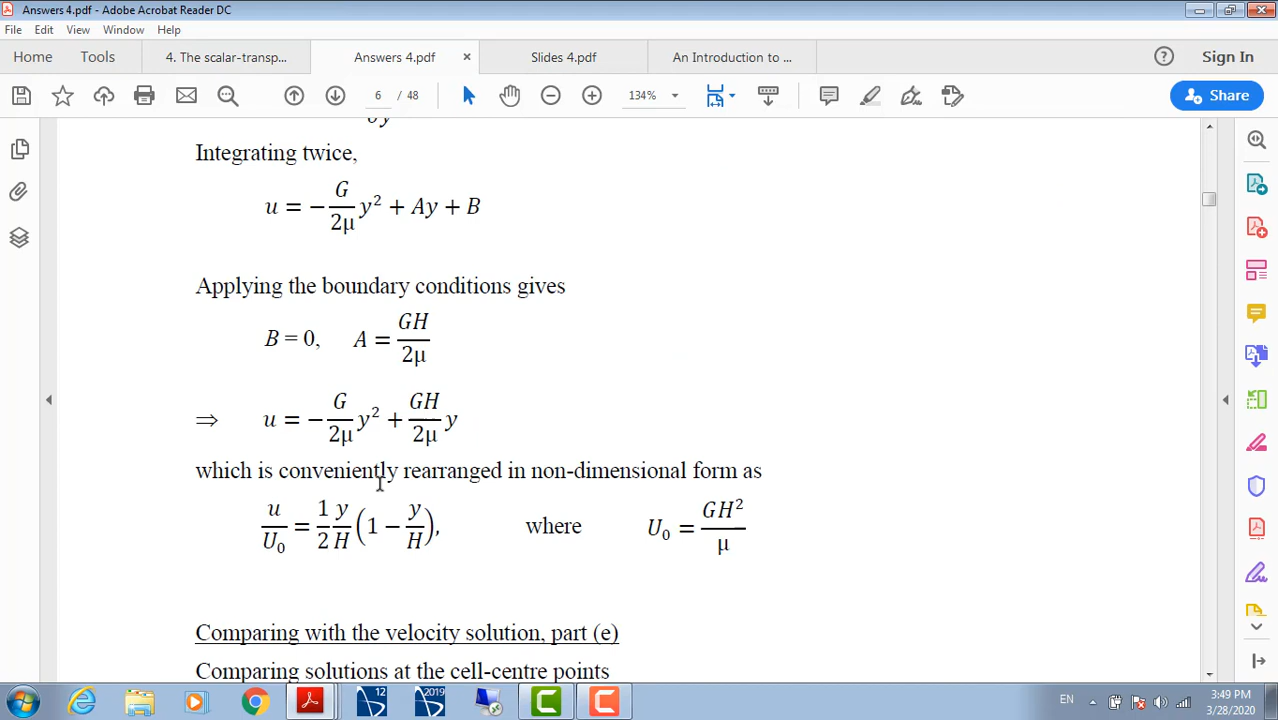 Answers 4.pdf - Adobe Acrobat Reader DC
File Edit View Window Help
Home Tools 4. The scalar-transp... Answers 4.pdf × Slides 4.pdf An Introduction to ... Sign In
6 / 48 134% Share
Integrating twice,
u = −G/2μ y² + Ay + B
Applying the boundary conditions gives
B = 0, A = GH/2μ
⇒ u = −G/2μ y² + GH/2μ y
which is conveniently rearranged in non-dimensional form as
u/U₀ = 1/2 y/H (1 − y/H), where U₀ = GH²/μ
Comparing with the velocity solution, part (e)
Comparing solutions at the cell-centre points
12 2019 EN 3:49 PM
3/28/2020